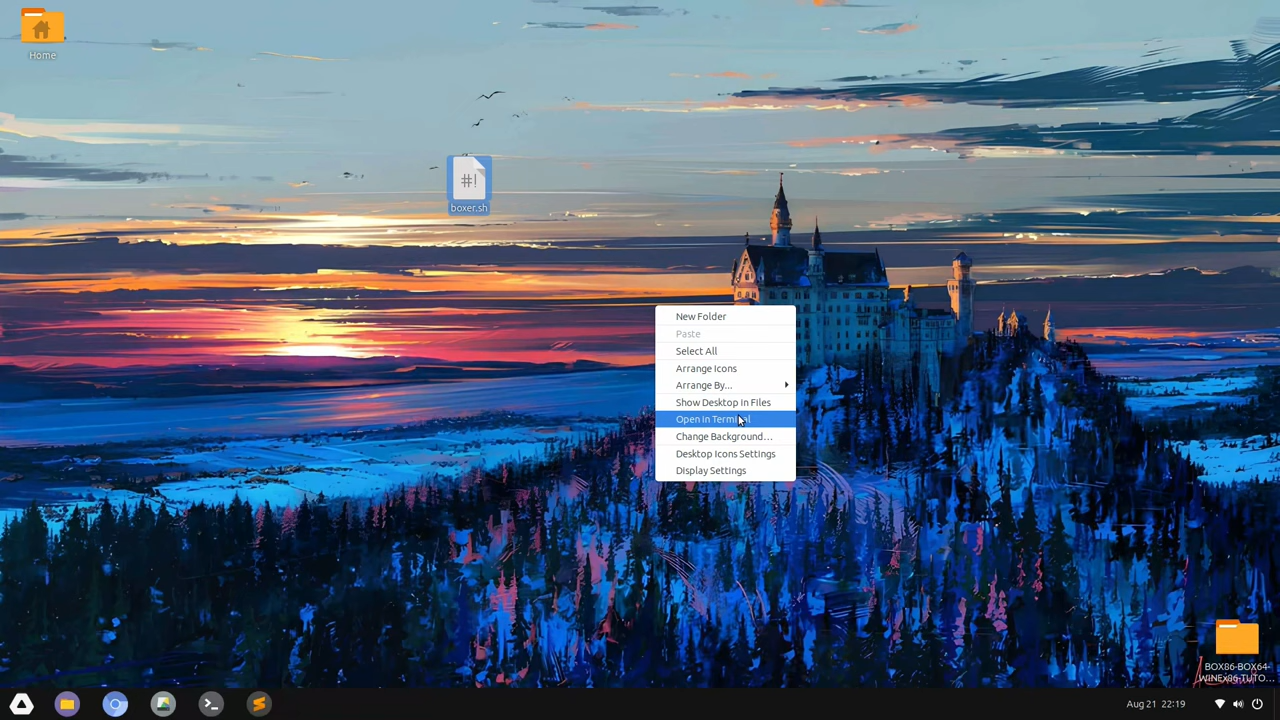 Home
#!
boxer.sh
New Folder
Paste
Select All
Arrange Icons
Arrange By...
Show Desktop In Files
Open in Terminal
Change Background…
Desktop Icons Settings
Display Settings
BOX86-BOX64-
WINEX86-TUTO…
Aug 21 22:19